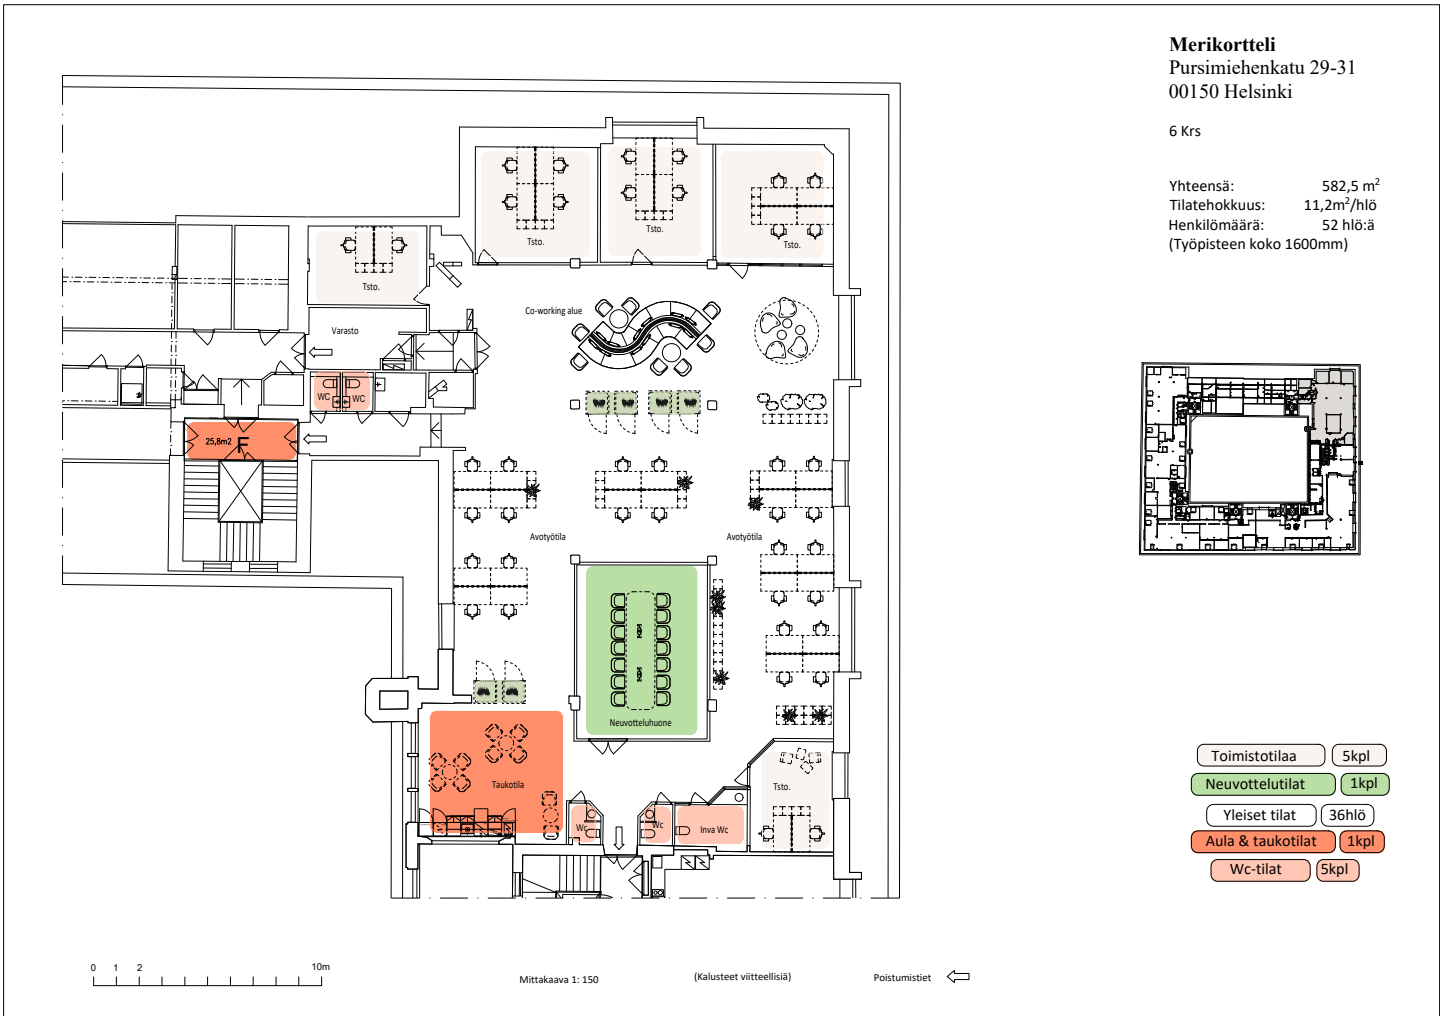 Merikortteli
Pursimiehenkatu 29-31
00150 Helsinki
6 Krs
Yhteensä: 582,5 m²
Tilatehokkuus: 11,2m²/hlö
Henkilömäärä: 52 hlö:ä
(Työpisteen koko 1600mm)
Tsto.
Tsto.
Tsto.
Tsto.
Co-working alue
Varasto
WC
WC
25,8m2
F
Avotyötila
Avotyötila
Neuvotteluhuone
Taukotila
Tsto.
Wc
Wc
Inva Wc
Toimistotilaa 5kpl
Neuvottelutilat 1kpl
Yleiset tilat 36hlö
Aula & taukotilat 1kpl
Wc-tilat 5kpl
0 1 2 10m
Mittakaava 1: 150
(Kalusteet viitteellisiä)
Poistumistiet